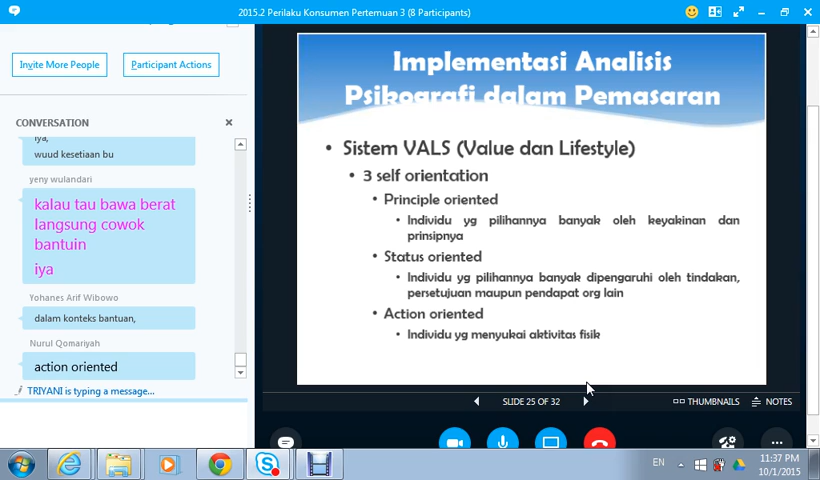 2015.2 Perilaku Konsumen Pertemuan 3 (8 Participants)
Invite More People
Participant Actions
CONVERSATION
iya,
wuud kesetiaan bu
yeny wulandari
kalau tau bawa berat
langsung cowok
bantuin
iya
Yohanes Arif Wibowo
dalam konteks bantuan,
Nurul Qomariyah
action oriented
TRIYANI is typing a message...
Implementasi Analisis
Psikografi dalam Pemasaran
• Sistem VALS (Value dan Lifestyle)
• 3 self orientation
• Principle oriented
• Individu yg pilihannya banyak oleh keyakinan dan
prinsipnya
• Status oriented
• Individu yg pilihannya banyak dipengaruhi oleh tindakan,
persetujuan maupun pendapat org lain
• Action oriented
• Individu yg menyukai aktivitas fisik
SLIDE 25 OF 32
THUMBNAILS
NOTES
EN
11:37 PM
10/1/2015